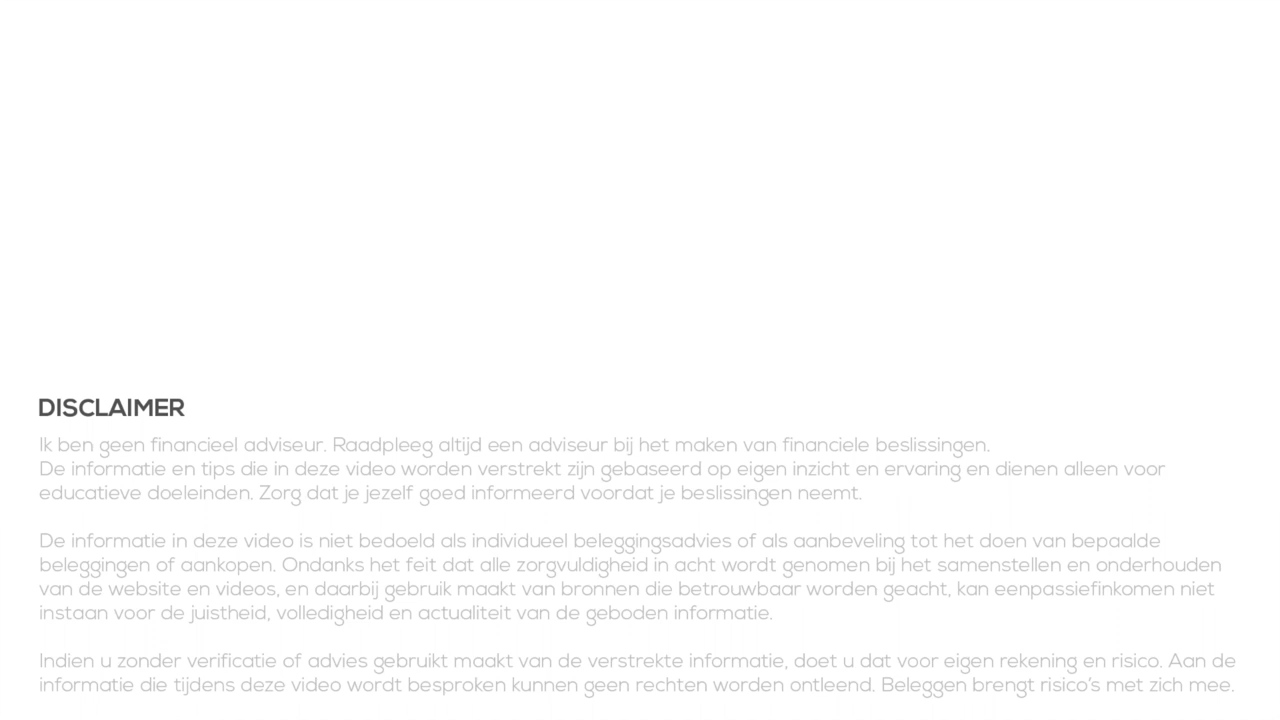 DISCLAIMER
Ik ben geen financieel adviseur. Raadpleeg altijd een adviseur bij het maken van financiele beslissingen.
De informatie en tips die in deze video worden verstrekt zijn gebaseerd op eigen inzicht en ervaring en dienen alleen voor
educatieve doeleinden. Zorg dat je jezelf goed informeerd voordat je beslissingen neemt.
De informatie in deze video is niet bedoeld als individueel beleggingsadvies of als aanbeveling tot het doen van bepaalde
beleggingen of aankopen. Ondanks het feit dat alle zorgvuldigheid in acht wordt genomen bij het samenstellen en onderhouden
van de website en videos, en daarbij gebruik maakt van bronnen die betrouwbaar worden geacht, kan eenpassiefinkomen niet
instaan voor de juistheid, volledigheid en actualiteit van de geboden informatie.
Indien u zonder verificatie of advies gebruikt maakt van de verstrekte informatie, doet u dat voor eigen rekening en risico. Aan de
informatie die tijdens deze video wordt besproken kunnen geen rechten worden ontleend. Beleggen brengt risico's met zich mee.